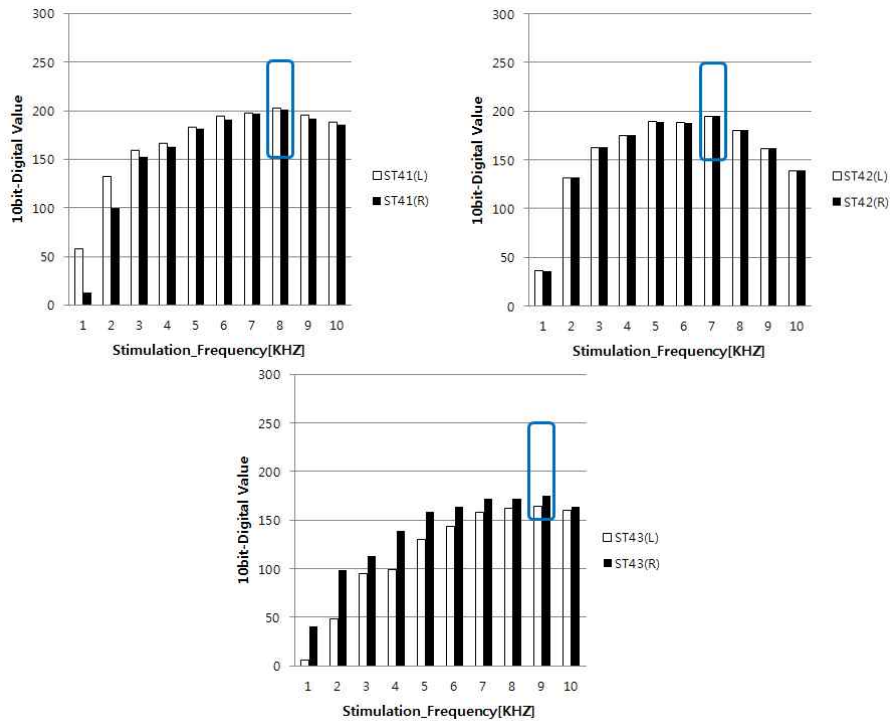 300
250
200
150
100
50
0
10bit-Digital Value
1 2 3 4 5 6 7 8 9 10
Stimulation_Frequency[KHZ]
ST41(L)
ST41(R)
300
250
200
150
100
50
0
10bit-Digital Value
1 2 3 4 5 6 7 8 9 10
Stimulation_Frequency[KHZ]
ST42(L)
ST42(R)
300
250
200
150
100
50
0
10bit-Digital Value
1 2 3 4 5 6 7 8 9 10
Stimulation_Frequency[KHZ]
ST43(L)
ST43(R)